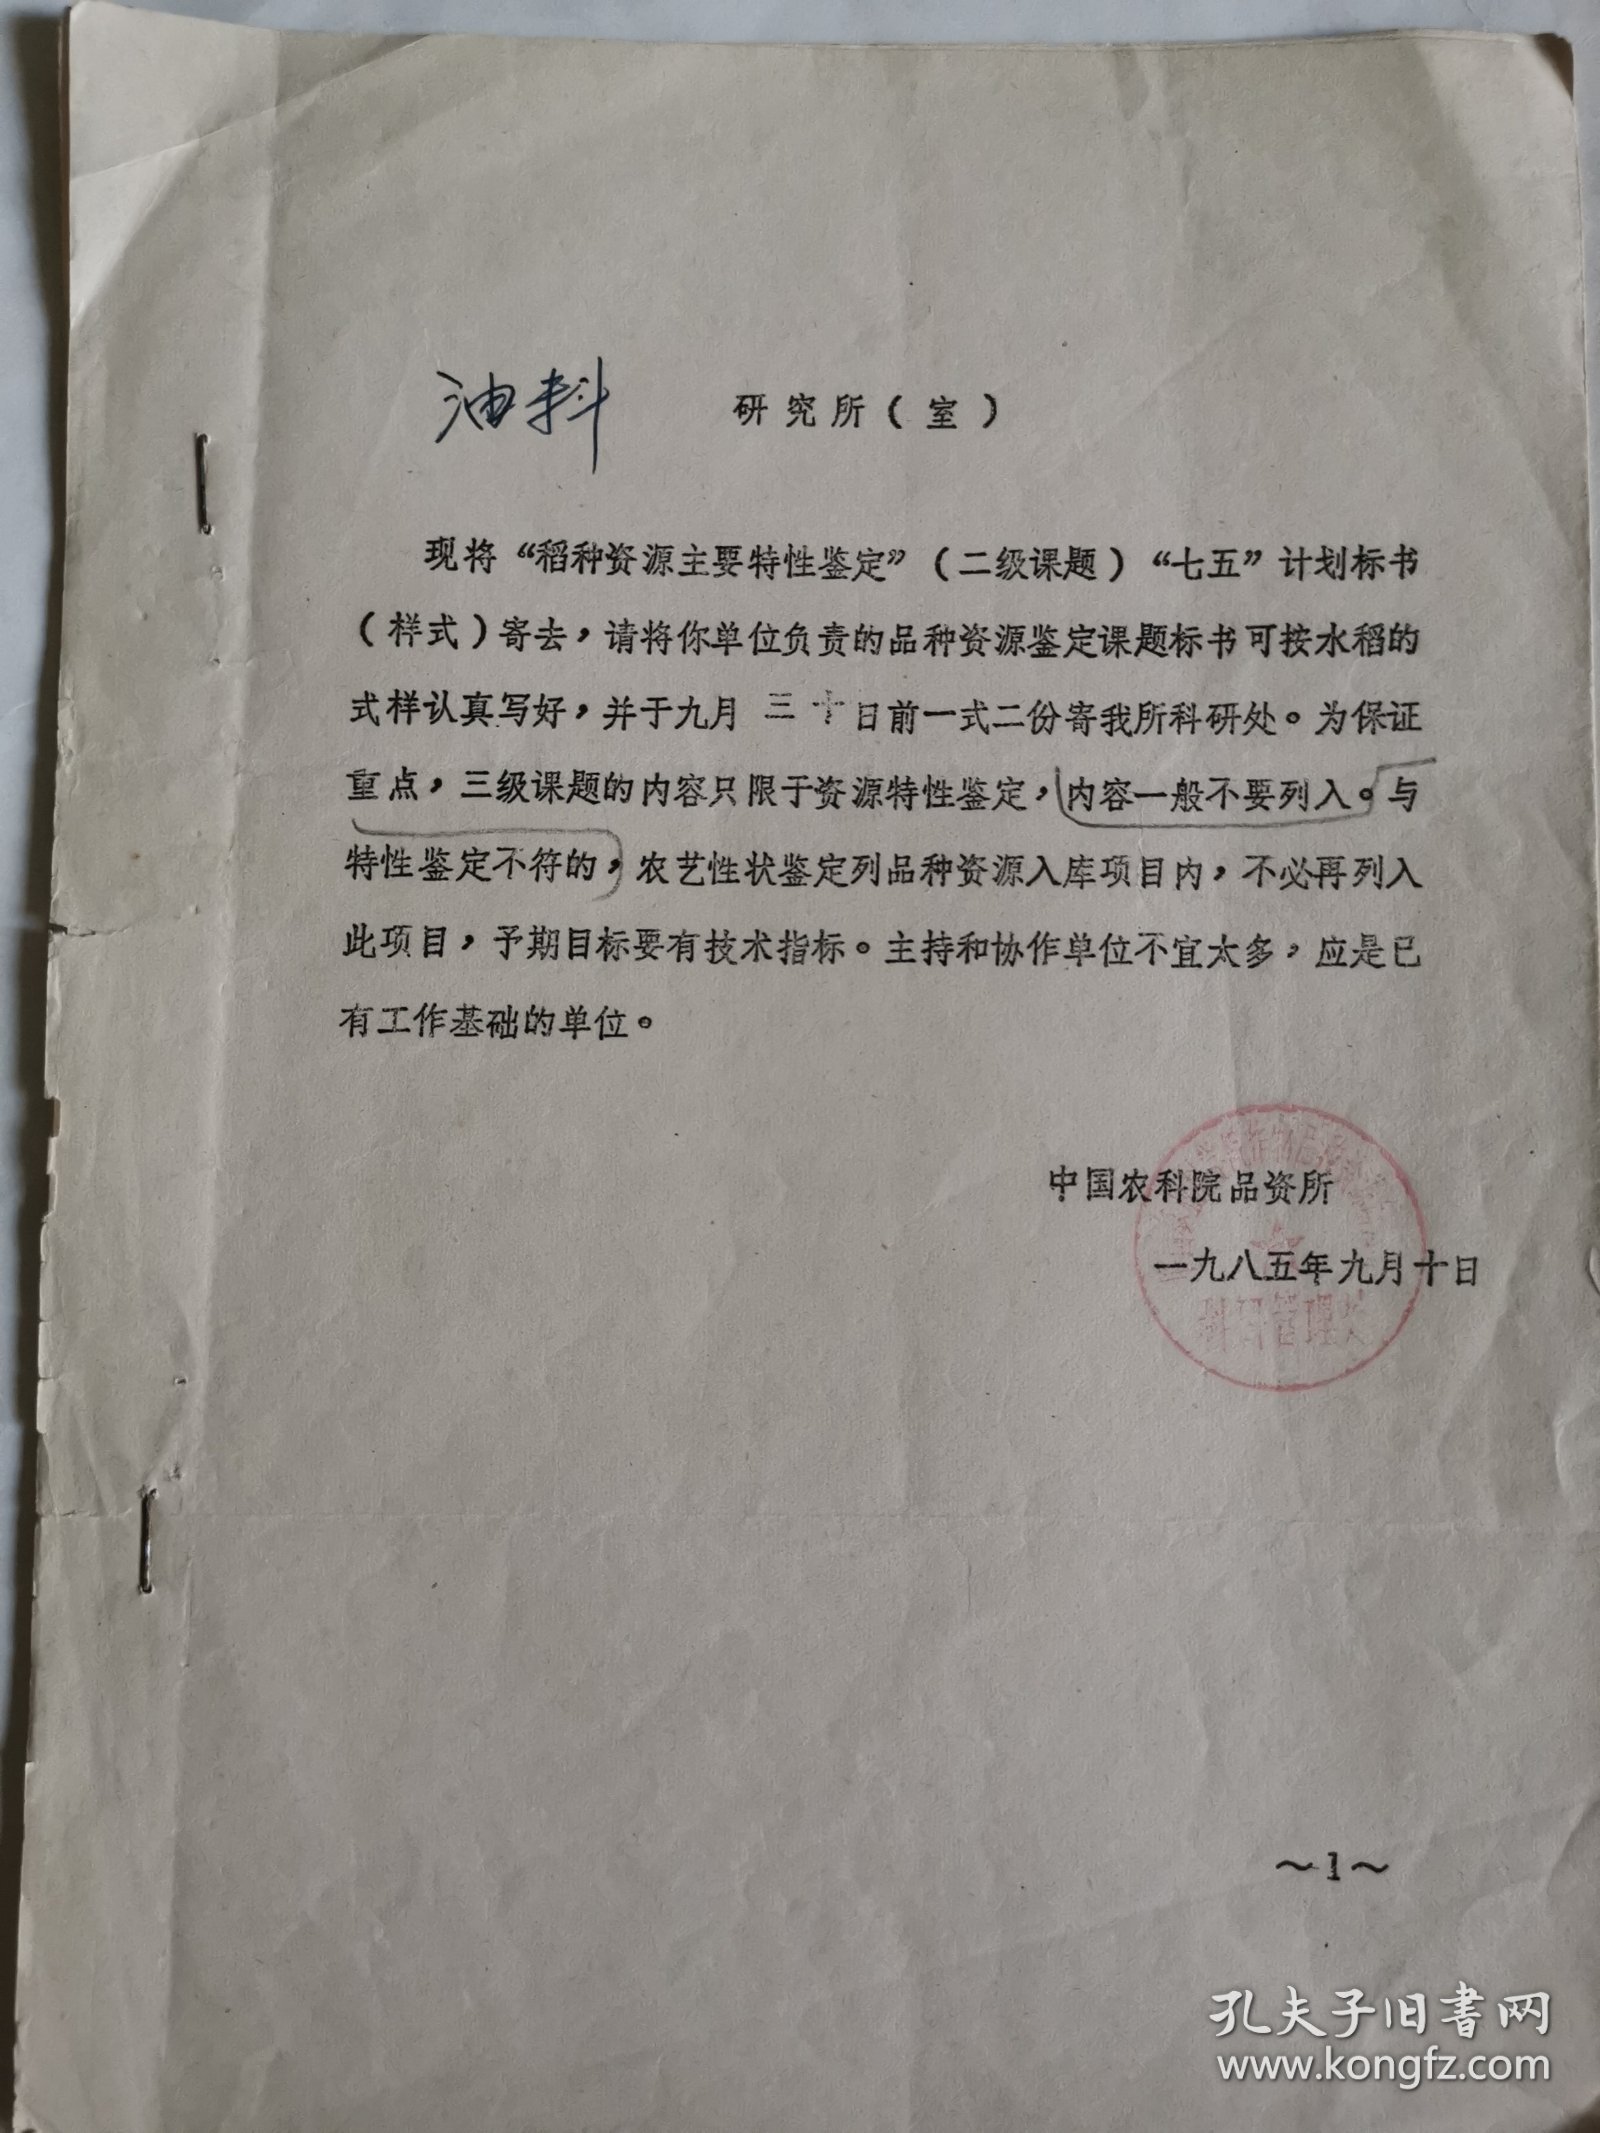 油料 研究所(室)
现将“稻种资源主要特性鉴定”(二级课题)“七五”计划标书
(样式)寄去,请将你单位负责的品种资源鉴定课题标书可按水稻的
式样认真写好,并于九月三十日前一式二份寄我所科研处。为保证
重点,三级课题的内容只限于资源特性鉴定,内容一般不要列入。与
特性鉴定不符的,农艺性状鉴定列品种资源入库项目内,不必再列入
此项目,予期目标要有技术指标。主持和协作单位不宜太多,应是已
有工作基础的单位。
中国农科院品资所
一九八五年九月十日
科研管理处
~1~
孔夫子旧书网
www.kongfz.com